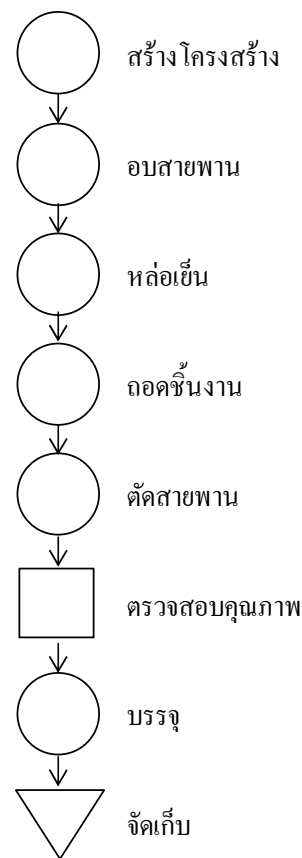 สร้างโครงสร้าง
อบสายพาน
หล่อเย็น
ถอดชิ้นงาน
ตัดสายพาน
ตรวจสอบคุณภาพ
บรรจุ
จัดเก็บ